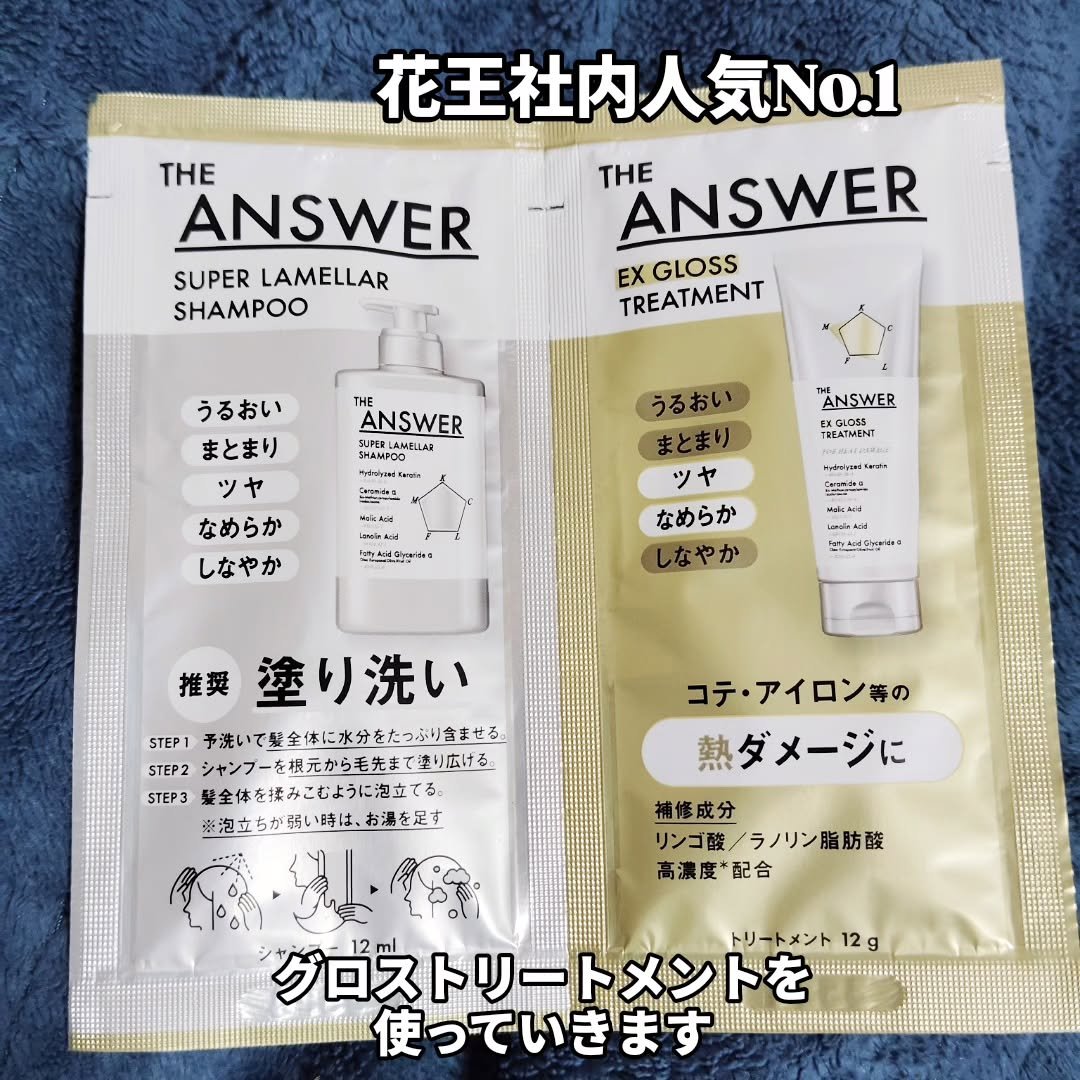 花王社内人気No.1
THE
ANSWER
SUPER LAMELLAR
SHAMPOO
うるおい
まとまり
ツヤ
なめらか
しなやか
THE
ANSWER
SUPER LAMELLAR
SHAMPOO
Hydrolyzed Keratin
Ceramide α
Malic Acid
Lanolin Acid
Fatty Acid Glyceride α
K
M
C
F
L
推奨 塗り洗い
STEP 1 予洗いで髪全体に水分をたっぷり含ませる。
STEP 2 シャンプーを根元から毛先まで塗り広げる。
STEP 3 髪全体を揉みこむように泡立てる。
※泡立ちが弱い時は、お湯を足す
シャンプー 12 ml
THE
ANSWER
EX GLOSS
TREATMENT
うるおい
まとまり
ツヤ
なめらか
しなやか
K
M
C
F
L
THE
ANSWER
EX GLOSS
TREATMENT
FOR HEAT DAMAGE
Hydrolyzed Keratin
Ceramide α
Malic Acid
Lanolin Acid
Fatty Acid Glyceride α
コテ・アイロン等の
熱ダメージに
補修成分
リンゴ酸/ラノリン脂肪酸
高濃度*配合
トリートメント 12 g
グロストリートメントを
使っていきます